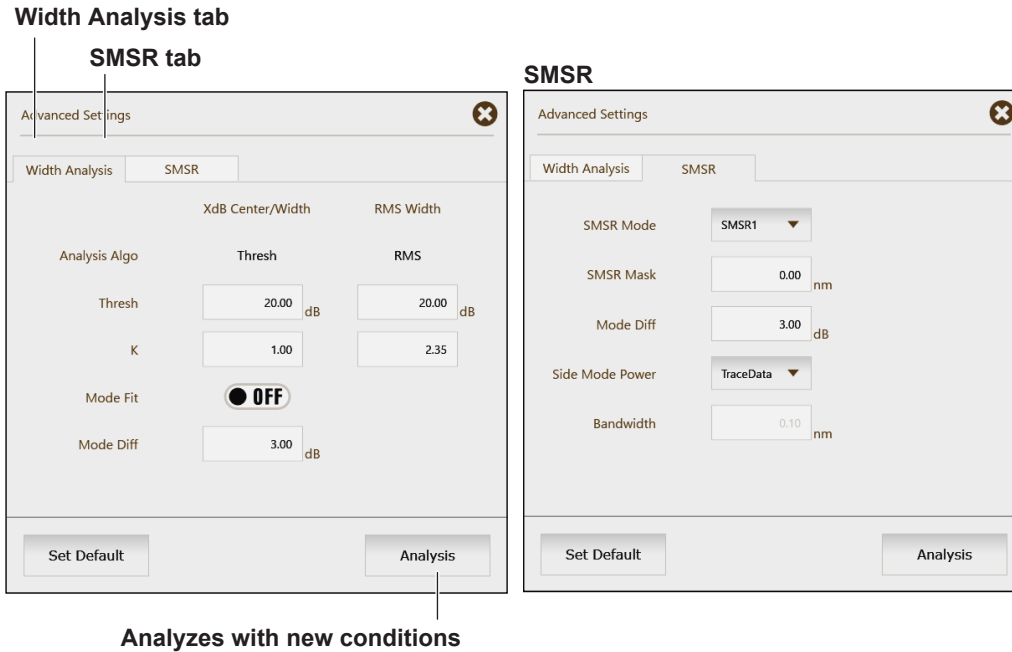 Width Analysis tab
SMSR tab
Advanced Settings
Width Analysis SMSR
XdB Center/Width RMS Width
Analysis Algo Thresh RMS
Thresh 20.00 dB 20.00 dB
K 1.00 2.35
Mode Fit OFF
Mode Diff 3.00 dB
Set Default Analysis
Analyzes with new conditions
SMSR
Advanced Settings
Width Analysis SMSR
SMSR Mode SMSR1
SMSR Mask 0.00 nm
Mode Diff 3.00 dB
Side Mode Power TraceData
Bandwidth 0.10 nm
Set Default Analysis